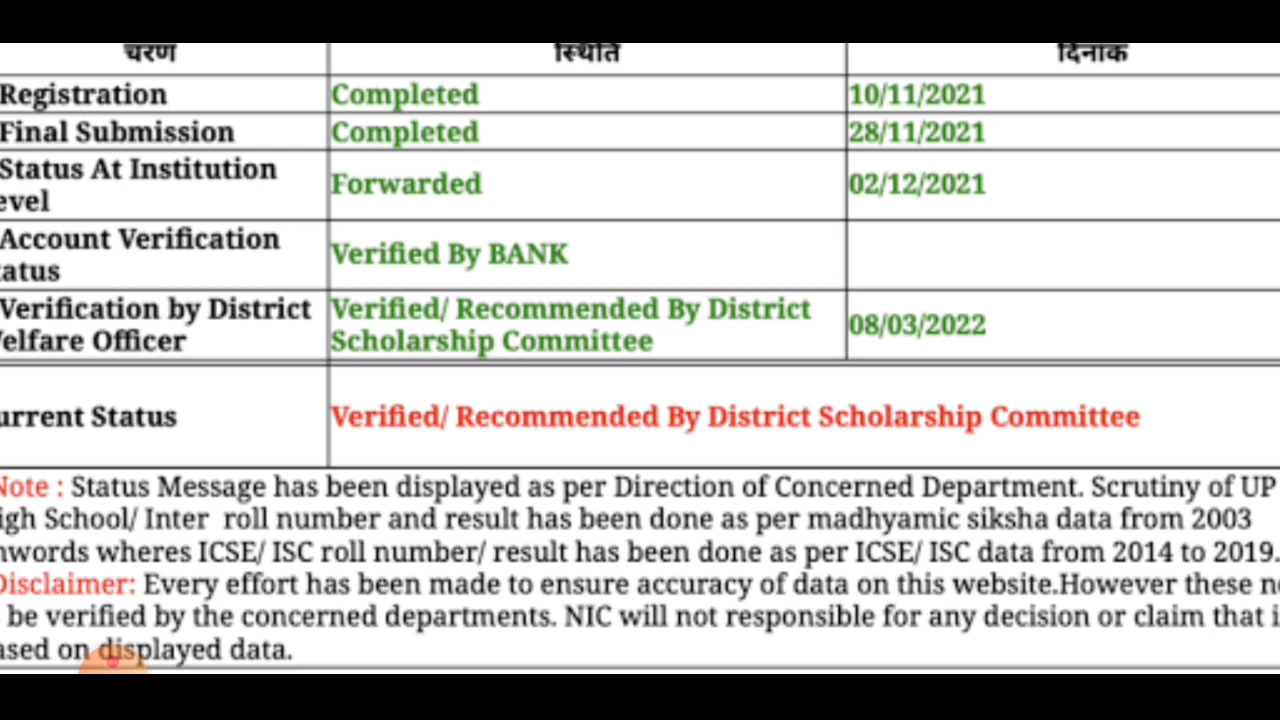 चरण स्थिति दिनांक
Registration Completed 10/11/2021
Final Submission Completed 28/11/2021
Status At Institution
evel Forwarded 02/12/2021
Account Verification
atus Verified By BANK
Verification by District Verified/ Recommended By District
elfare Officer Scholarship Committee 08/03/2022
urrent Status Verified/ Recommended By District Scholarship Committee
Note : Status Message has been displayed as per Direction of Concerned Department. Scrutiny of UP
igh School/ Inter roll number and result has been done as per madhyamic siksha data from 2003
nwords wheres ICSE/ ISC roll number/ result has been done as per ICSE/ ISC data from 2014 to 2019.
Disclaimer: Every effort has been made to ensure accuracy of data on this website.However these ne
be verified by the concerned departments. NIC will not responsible for any decision or claim that i
ased on displayed data.